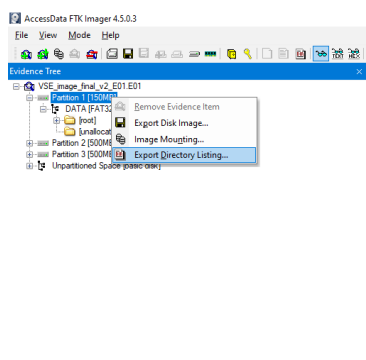 AccessData FTK Imager 4.5.0.3
File View Mode Help
Evidence Tree
VSE_image_final_v2_E01.E01
Partition 1 [150MB]
DATA [FAT32
[root]
[unallocat
Partition 2 [500MB
Partition 3 [500MB
Unpartitioned Space [basic disk]
Remove Evidence Item
Export Disk Image...
Image Mounting...
Export Directory Listing...